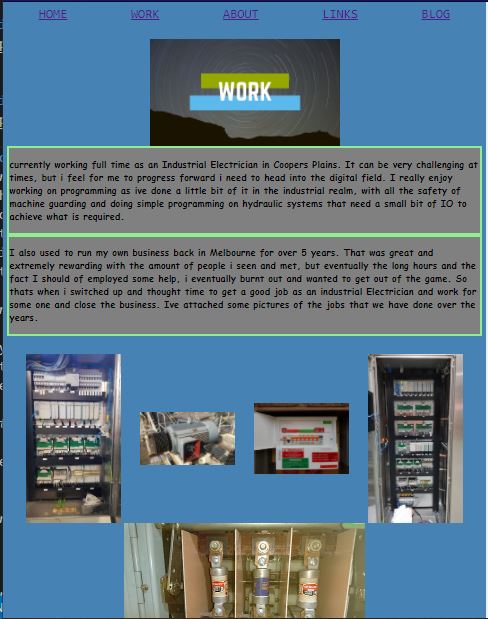 HOME WORK ABOUT LINKS BLOG
WORK
currently working full time as an Industrial Electrician in Coopers Plains. It can be very challenging at
times, but i feel for me to progress forward i need to head into the digital field. I really enjoy
working on programming as ive done a little bit of it in the industrial realm, with all the safety of
machine guarding and doing simple programming on hydraulic systems that need a small bit of IO to
achieve what is required.
I also used to run my own business back in Melbourne for over 5 years. That was great and
extremely rewarding with the amount of people i seen and met, but eventually the long hours and the
fact I should of employed some help, i eventually burnt out and wanted to get out of the game. So
thats when i switched up and thought time to get a good job as an industrial Electrician and work for
some one and close the business. Ive attached some pictures of the jobs that we have done over the
years.